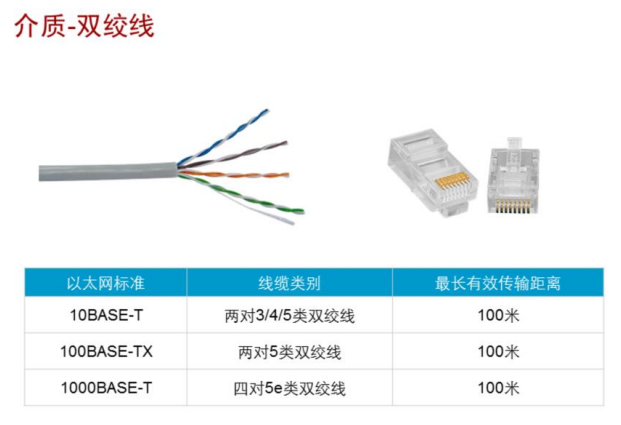 介质-双绞线
以太网标准 线缆类别 最长有效传输距离
10BASE-T 两对3/4/5类双绞线 100米
100BASE-TX 两对5类双绞线 100米
1000BASE-T 四对5e类双绞线 100米